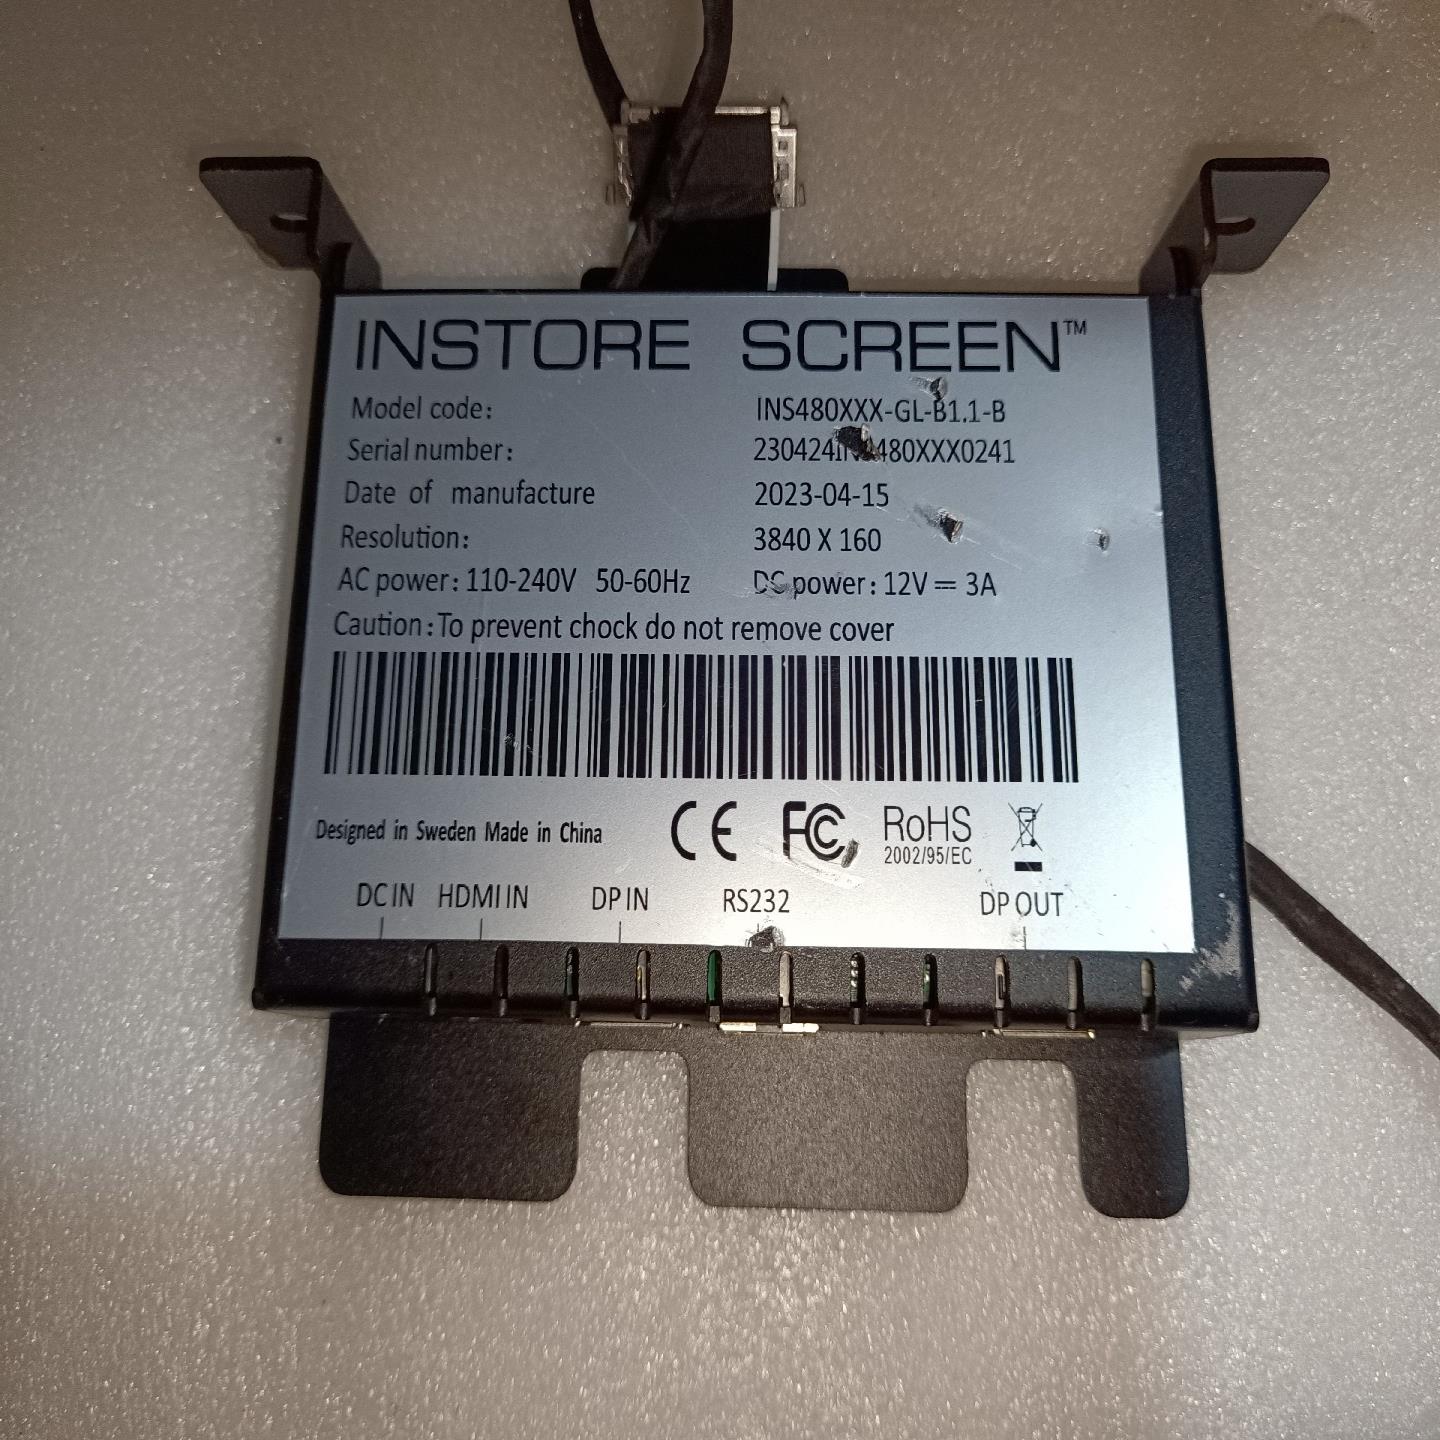 INSTORE SCREEN™
Model code: INS480XXX-GL-B1.1-B
Serial number: 230424INS480XXX0241
Date of manufacture 2023-04-15
Resolution: 3840 X 160
AC power: 110-240V 50-60Hz DC power: 12V ⎓ 3A
Caution: To prevent chock do not remove cover
Designed in Sweden Made in China CE FC RoHS
2002/95/EC
DC IN HDMI IN DP IN RS232 DP OUT